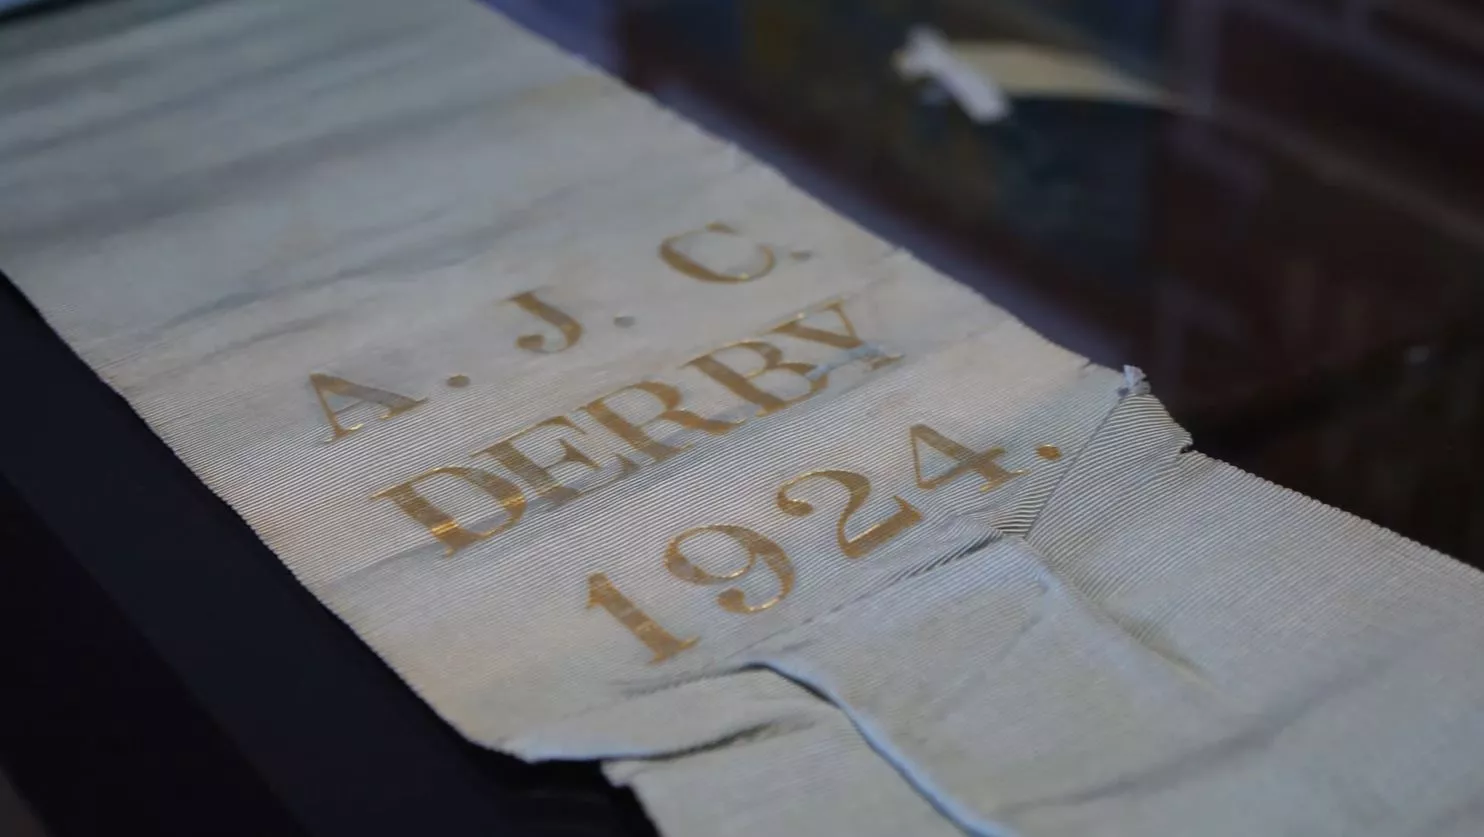 A. J. C.
DERBY
1924.